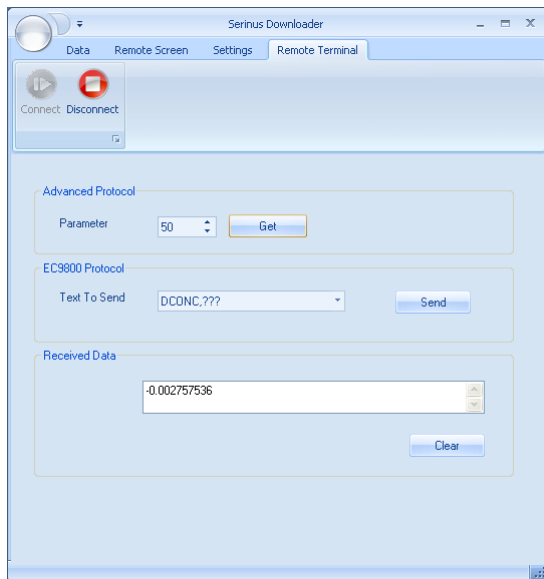 Serinus Downloader
Data Remote Screen Settings Remote Terminal
Connect Disconnect
Advanced Protocol
Parameter 50 Get
EC9800 Protocol
Text To Send DCONC,??? Send
Received Data
-0.002757536
Clear